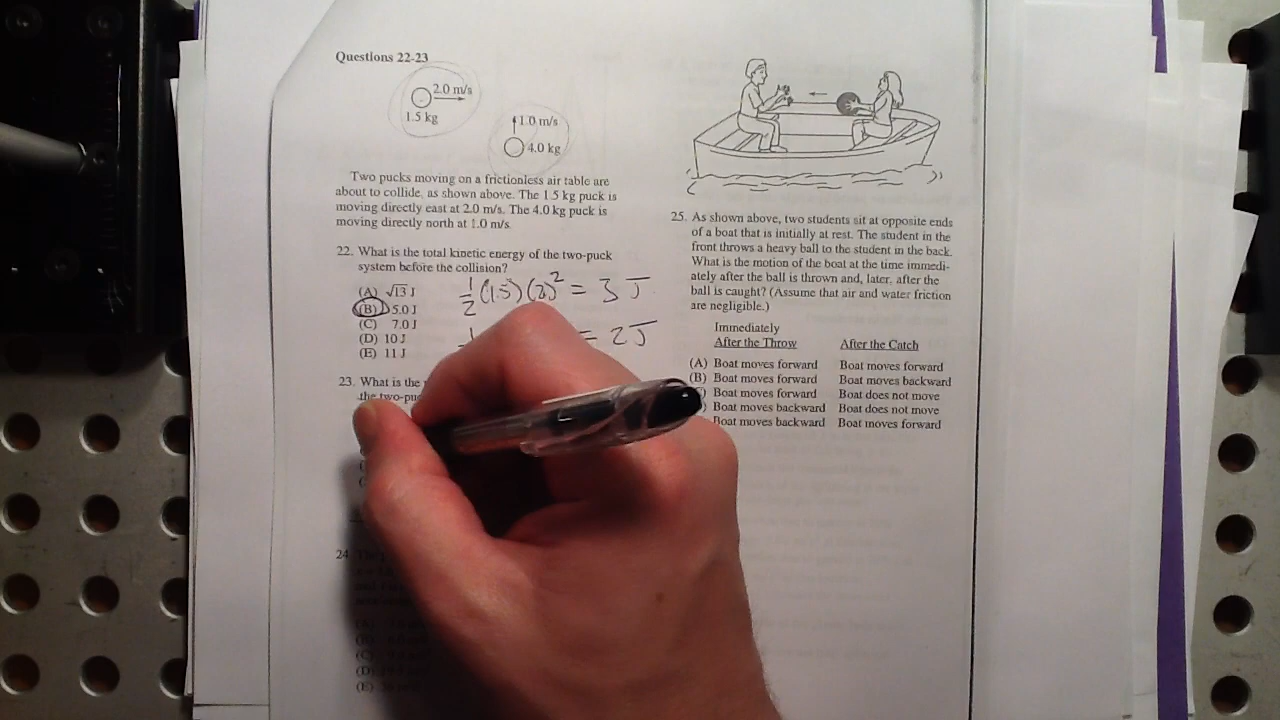 Questions 22-23
2.0 m/s
1.5 kg
1.0 m/s
4.0 kg
Two pucks moving on a frictionless air table are
about to collide, as shown above. The 1.5 kg puck is
moving directly east at 2.0 m/s. The 4.0 kg puck is
moving directly north at 1.0 m/s.
22. What is the total kinetic energy of the two-puck
system before the collision?
(A) √13 J
(B) 5.0 J
(C) 7.0 J
(D) 10 J
(E) 11 J
1/2 (1.5)(2)² = 3 J
= 2J
23. What is the
the two-puc
24.
(C)
(D)
(E)
25. As shown above, two students sit at opposite ends
of a boat that is initially at rest. The student in the
front throws a heavy ball to the student in the back.
What is the motion of the boat at the time immedi-
ately after the ball is thrown and, later, after the
ball is caught? (Assume that air and water friction
are negligible.)
Immediately
After the Throw After the Catch
(A) Boat moves forward Boat moves forward
(B) Boat moves forward Boat moves backward
) Boat moves forward Boat does not move
) Boat moves backward Boat does not move
Boat moves backward Boat moves forward